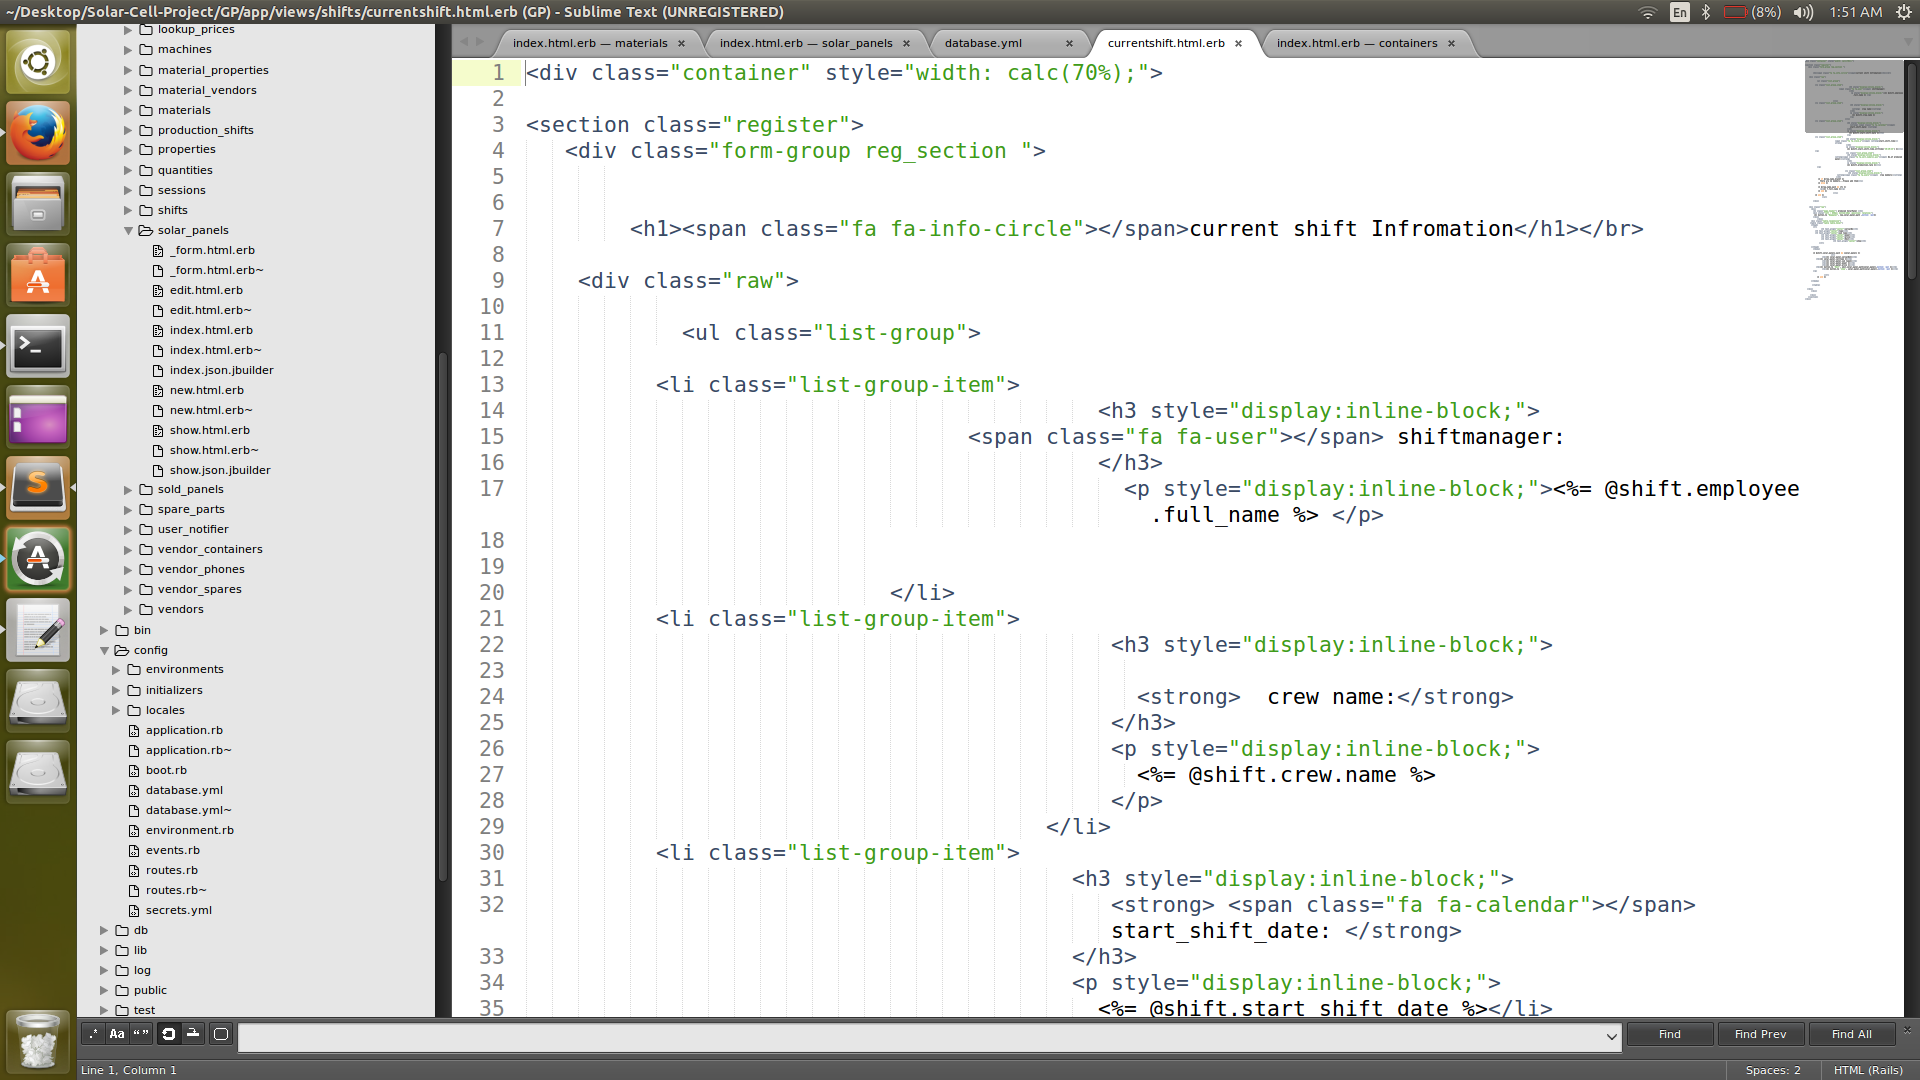 ~/Desktop/Solar-Cell-Project/GP/app/views/shifts/currentshift.html.erb (GP) - Sublime Text (UNREGISTERED)
En
(8%)
1:51 AM
lookup_prices
machines
material_properties
material_vendors
materials
production_shifts
properties
quantities
sessions
shifts
solar_panels
_form.html.erb
_form.html.erb~
edit.html.erb
edit.html.erb~
index.html.erb
index.html.erb~
index.json.jbuilder
new.html.erb
new.html.erb~
show.html.erb
show.html.erb~
show.json.jbuilder
sold_panels
spare_parts
user_notifier
vendor_containers
vendor_phones
vendor_spares
vendors
bin
config
environments
initializers
locales
application.rb
application.rb~
boot.rb
database.yml
database.yml~
environment.rb
events.rb
routes.rb
routes.rb~
secrets.yml
db
lib
log
public
test
index.html.erb — materials
index.html.erb — solar_panels
database.yml
currentshift.html.erb
index.html.erb — containers
1 <div class="container" style="width: calc(70%);">
2
3 <section class="register">
4 <div class="form-group reg_section ">
5
6
7 <h1><span class="fa fa-info-circle"></span>current shift Infromation</h1></br>
8
9 <div class="raw">
10
11 <ul class="list-group">
12
13 <li class="list-group-item">
14 <h3 style="display:inline-block;">
15 <span class="fa fa-user"></span> shiftmanager:
16 </h3>
17 <p style="display:inline-block;"><%= @shift.employee
.full_name %> </p>
18
19
20 </li>
21 <li class="list-group-item">
22 <h3 style="display:inline-block;">
23
24 <strong>  crew name:</strong>
25 </h3>
26 <p style="display:inline-block;">
27 <%= @shift.crew.name %>
28 </p>
29 </li>
30 <li class="list-group-item">
31 <h3 style="display:inline-block;">
32 <strong> <span class="fa fa-calendar"></span>
start_shift_date: </strong>
33 </h3>
34 <p style="display:inline-block;">
35 <%= @shift.start_shift_date %></li>
.* Aa “ ”
Find
Find Prev
Find All
Line 1, Column 1
Spaces: 2
HTML (Rails)